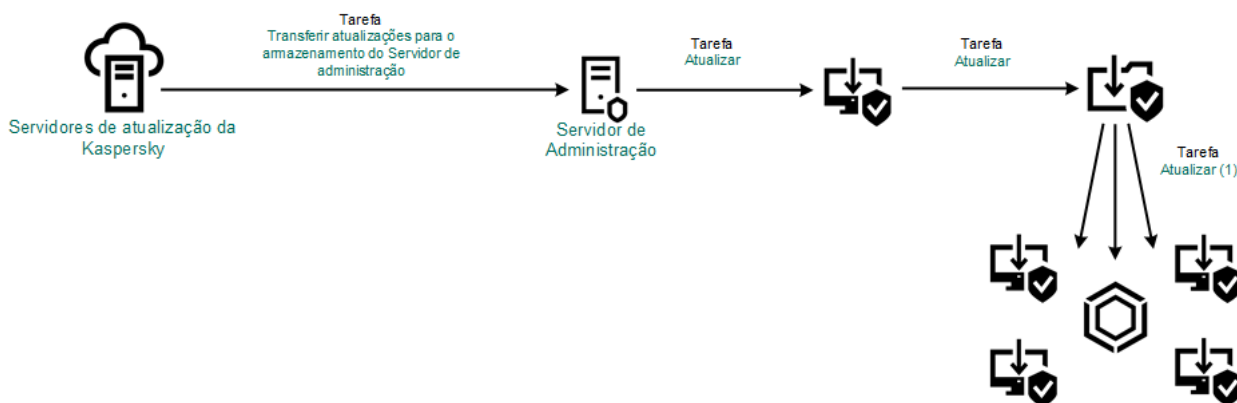 Tarefa
Transferir atualizações para o
armazenamento do Servidor de
administração
Tarefa
Atualizar
Tarefa
Atualizar
Servidores de atualização da
Kaspersky
Servidor de
Administração
Tarefa
Atualizar (1)